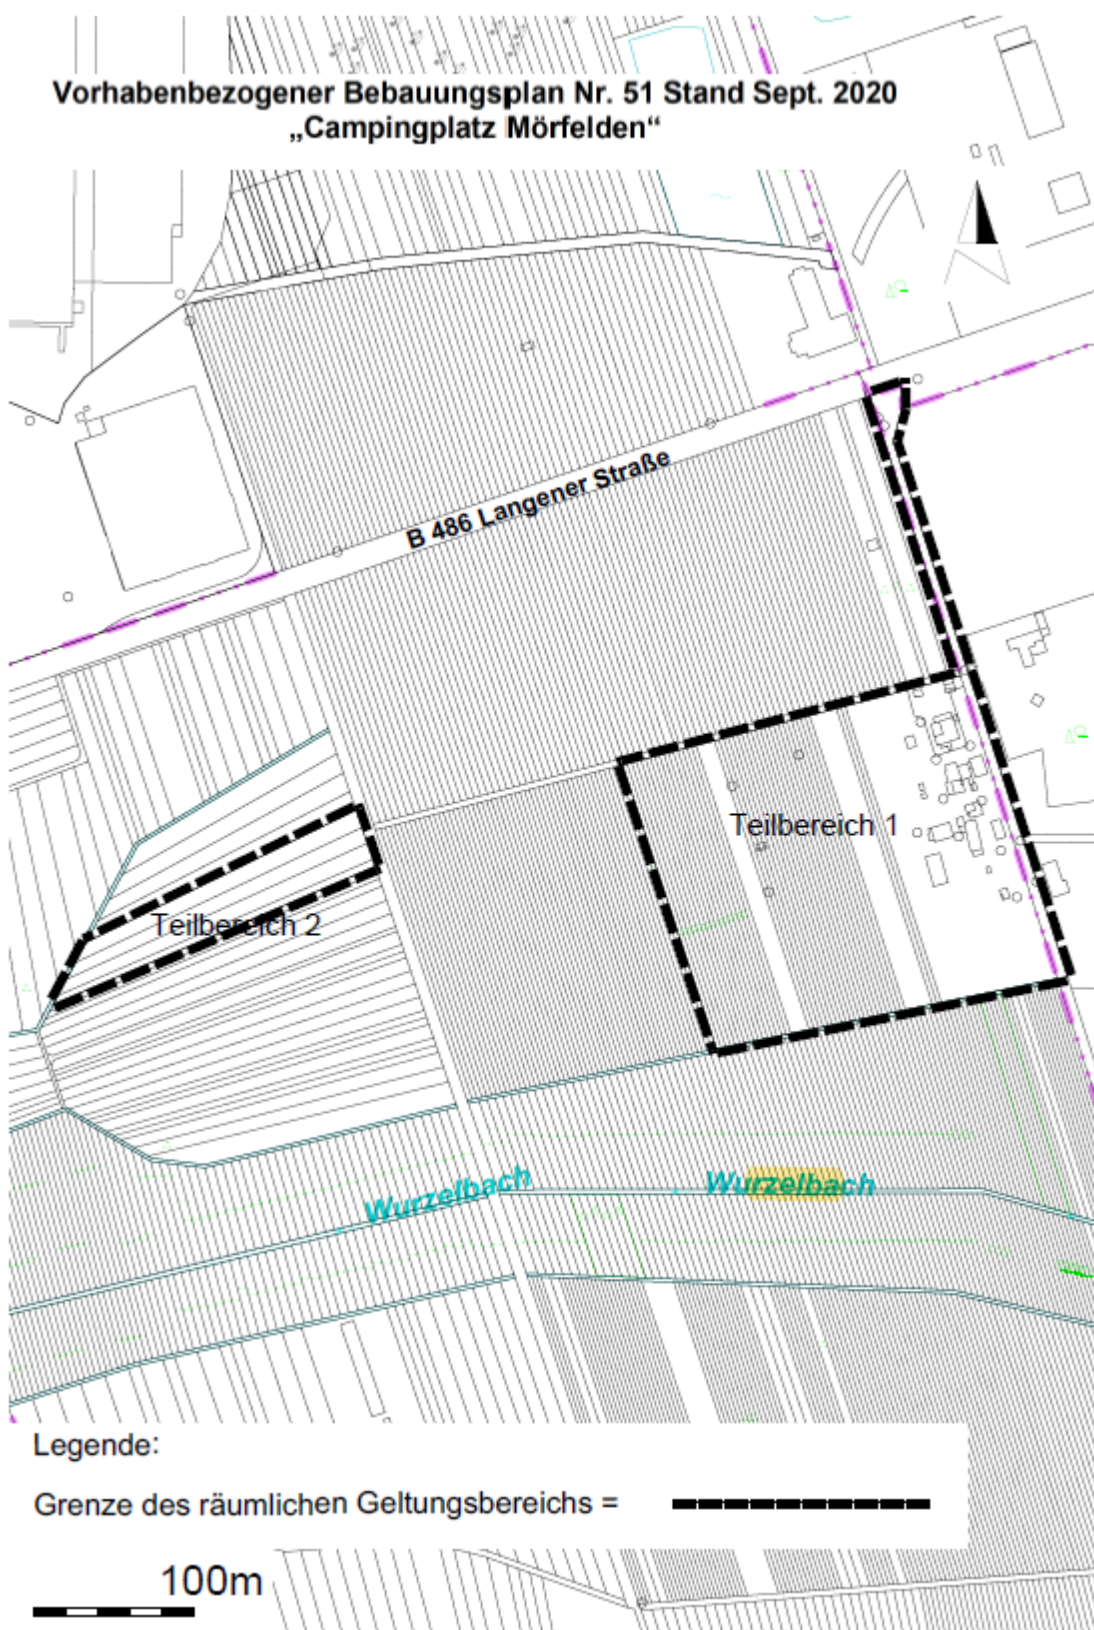 Vorhabenbezogener Bebauungsplan Nr. 51 Stand Sept. 2020
„Campingplatz Mörfelden“
B 486 Langener Straße
Teilbereich 1
Teilbereich 2
Wurzelbach
Wurzelbach
Legende:
Grenze des räumlichen Geltungsbereichs =
100m